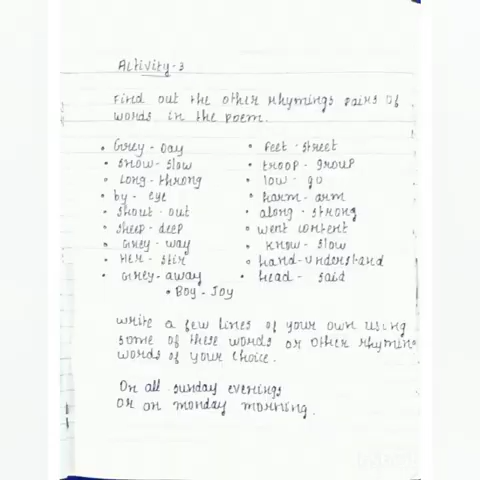 Activity-3
Find out the other rhymings pairs of
words in the poem.
• Grey - Day
• snow - slow
• Long - throng
• by - eye
• shout - out
• sheep - deep
• Grey - way
• Her - stir
• Grey - away
• feet - street
• troop - group
• low - go
• harm - arm
• along - strong
• went content
• know - slow
• hand - understand
• head - said
• Boy - Joy
write a few lines of your own using
some of these words or other rhyming
words of your choice.
On all sunday evenings
or on monday morning.